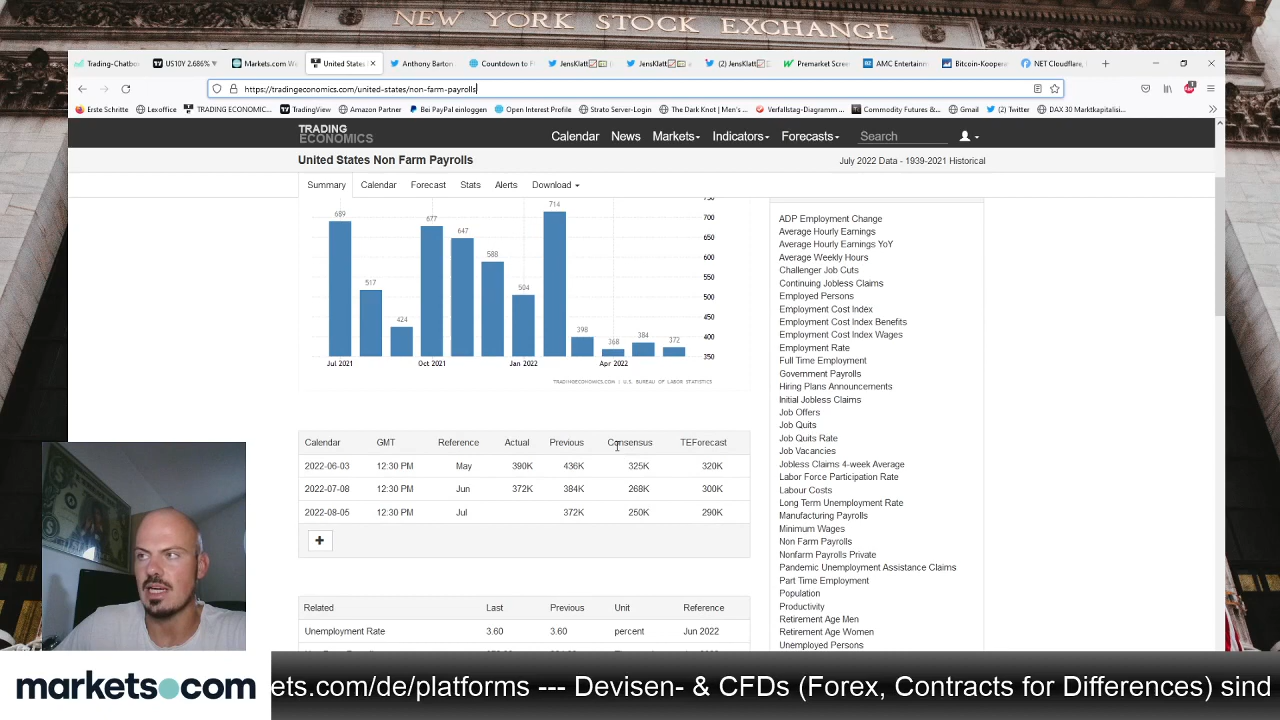 NEW YORK STOCK EXCHANGE
Trading-Chatbo
US10Y 2.686%
Markets.com W
United States
Anthony Barton
Countdown to F
JensKlatt
JensKlatt
(2) JensKlatt
Premarket Scree
AMC Entertainm
Bitcoin-Kooper
NET Cloudflare,
https://tradingeconomics.com/united-states/non-farm-payrolls
Erste Schritte
Lexoffice
TRADING ECONOMIC...
TradingView
Amazon Partner
Bei PayPal einloggen
Open Interest Profile
Strato Server-Login
The Dark Knot | Men's ...
Verfallstag-Diagramm ...
Commodity Futures & ...
Gmail
(2) Twitter
DAX 30 Marktkapitalisi...
TRADING
ECONOMICS
Calendar News Markets Indicators Forecasts Search
United States Non Farm Payrolls
July 2022 Data - 1939-2021 Historical
Summary Calendar Forecast Stats Alerts Download
750
700
650
600
550
500
450
400
350
689
517
424
677
647
588
504
714
398
368
384
372
Jul 2021
Oct 2021
Jan 2022
Apr 2022
TRADINGECONOMICS.COM | U.S. BUREAU OF LABOR STATISTICS
Calendar GMT Reference Actual Previous Consensus TEForecast
2022-06-03 12:30 PM May 390K 436K 325K 320K
2022-07-08 12:30 PM Jun 372K 384K 268K 300K
2022-08-05 12:30 PM Jul 372K 250K 290K
+
Related Last Previous Unit Reference
Unemployment Rate 3.60 3.60 percent Jun 2022
ADP Employment Change
Average Hourly Earnings
Average Hourly Earnings YoY
Average Weekly Hours
Challenger Job Cuts
Continuing Jobless Claims
Employed Persons
Employment Cost Index
Employment Cost Index Benefits
Employment Cost Index Wages
Employment Rate
Full Time Employment
Government Payrolls
Hiring Plans Announcements
Initial Jobless Claims
Job Offers
Job Quits
Job Quits Rate
Job Vacancies
Jobless Claims 4-week Average
Labor Force Participation Rate
Labour Costs
Long Term Unemployment Rate
Manufacturing Payrolls
Minimum Wages
Non Farm Payrolls
Nonfarm Payrolls Private
Pandemic Unemployment Assistance Claims
Part Time Employment
Population
Productivity
Retirement Age Men
Retirement Age Women
Unemployed Persons
markets.com
ets.com/de/platforms --- Devisen- & CFDs (Forex, Contracts for Differences) sind